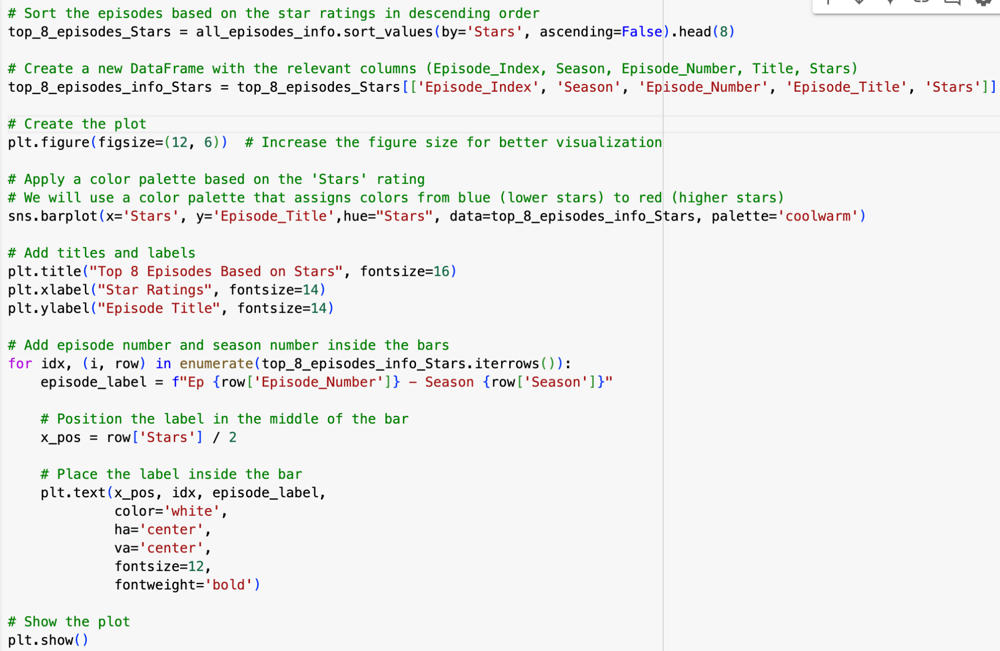 # Sort the episodes based on the star ratings in descending order
top_8_episodes_Stars = all_episodes_info.sort_values(by='Stars', ascending=False).head(8)

# Create a new DataFrame with the relevant columns (Episode_Index, Season, Episode_Number, Title, Stars)
top_8_episodes_info_Stars = top_8_episodes_Stars[['Episode_Index', 'Season', 'Episode_Number', 'Episode_Title', 'Stars']]

# Create the plot
plt.figure(figsize=(12, 6))  # Increase the figure size for better visualization

# Apply a color palette based on the 'Stars' rating
# We will use a color palette that assigns colors from blue (lower stars) to red (higher stars)
sns.barplot(x='Stars', y='Episode_Title',hue="Stars", data=top_8_episodes_info_Stars, palette='coolwarm')

# Add titles and labels
plt.title("Top 8 Episodes Based on Stars", fontsize=16)
plt.xlabel("Star Ratings", fontsize=14)
plt.ylabel("Episode Title", fontsize=14)

# Add episode number and season number inside the bars
for idx, (i, row) in enumerate(top_8_episodes_info_Stars.iterrows()):
    episode_label = f"Ep {row['Episode_Number']} – Season {row['Season']}"

    # Position the label in the middle of the bar
    x_pos = row['Stars'] / 2

    # Place the label inside the bar
    plt.text(x_pos, idx, episode_label,
             color='white',
             ha='center',
             va='center',
             fontsize=12,
             fontweight='bold')

# Show the plot
plt.show()